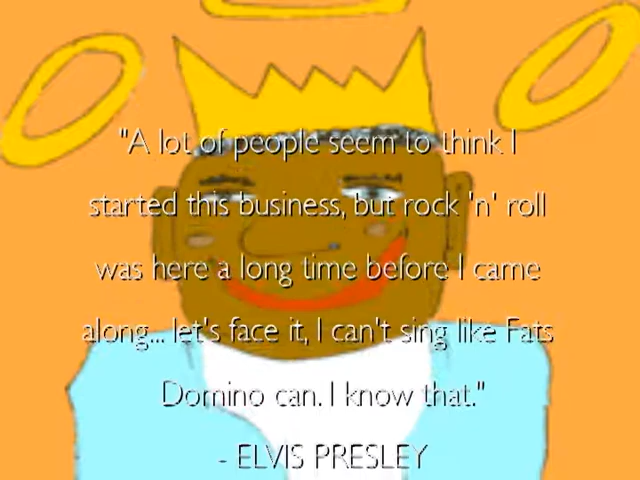 "A lot of people seem to think I
started this business, but rock 'n' roll
was here a long time before I came
along... let's face it, I can't sing like Fats
Domino can. I know that."
- ELVIS PRESLEY